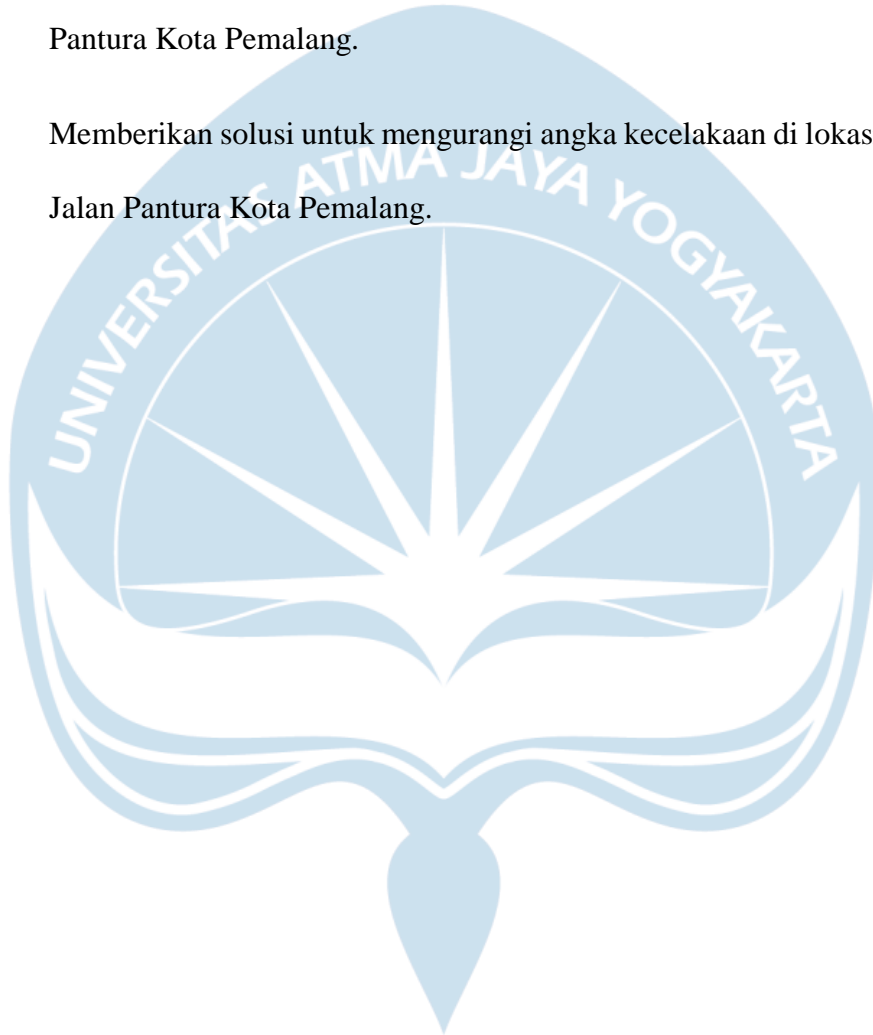 Pantura Kota Pemalang.
Memberikan solusi untuk mengurangi angka kecelakaan di lokas
Jalan Pantura Kota Pemalang.
UNIVERSITAS ATMA JAYA YOGYAKARTA